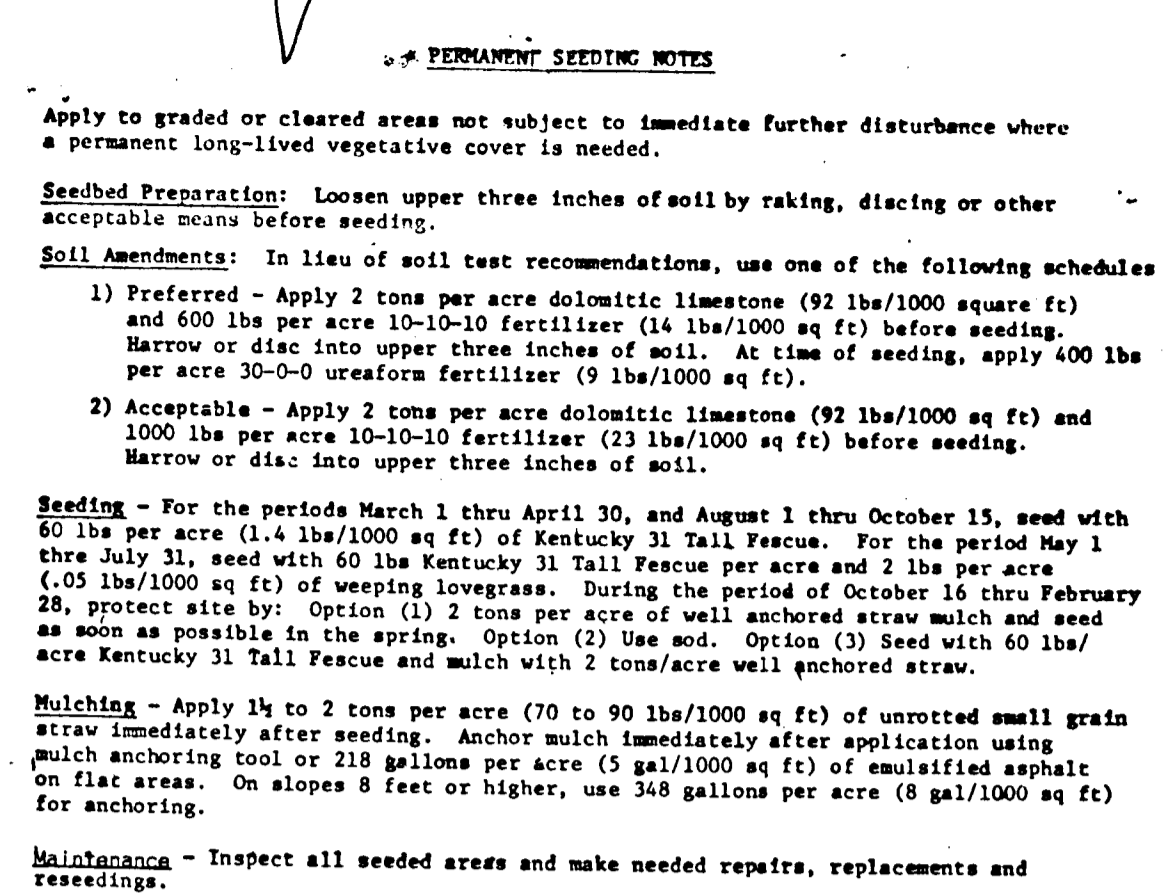 PERMANENT SEEDING NOTES
Apply to graded or cleared areas not subject to immediate further disturbance where
a permanent long-lived vegetative cover is needed.
Seedbed Preparation: Loosen upper three inches of soil by raking, discing or other
acceptable means before seeding.
Soil Amendments: In lieu of soil test recommendations, use one of the following schedules
1) Preferred - Apply 2 tons per acre dolomitic limestone (92 lbs/1000 square ft)
and 600 lbs per acre 10-10-10 fertilizer (14 lbs/1000 sq ft) before seeding.
Harrow or disc into upper three inches of soil. At time of seeding, apply 400 lbs
per acre 30-0-0 ureaform fertilizer (9 lbs/1000 sq ft).
2) Acceptable - Apply 2 tons per acre dolomitic limestone (92 lbs/1000 sq ft) and
1000 lbs per acre 10-10-10 fertilizer (23 lbs/1000 sq ft) before seeding.
Harrow or disc into upper three inches of soil.
Seeding - For the periods March 1 thru April 30, and August 1 thru October 15, seed with
60 lbs per acre (1.4 lbs/1000 sq ft) of Kentucky 31 Tall Fescue. For the period May 1
thre July 31, seed with 60 lbs Kentucky 31 Tall Fescue per acre and 2 lbs per acre
(.05 lbs/1000 sq ft) of weeping lovegrass. During the period of October 16 thru February
28, protect site by: Option (1) 2 tons per acre of well anchored straw mulch and seed
as soon as possible in the spring. Option (2) Use sod. Option (3) Seed with 60 lbs/
acre Kentucky 31 Tall Fescue and mulch with 2 tons/acre well anchored straw.
Mulching - Apply 1½ to 2 tons per acre (70 to 90 lbs/1000 sq ft) of unrotted small grain
straw immediately after seeding. Anchor mulch immediately after application using
mulch anchoring tool or 218 gallons per acre (5 gal/1000 sq ft) of emulsified asphalt
on flat areas. On slopes 8 feet or higher, use 348 gallons per acre (8 gal/1000 sq ft)
for anchoring.
Maintenance - Inspect all seeded areas and make needed repairs, replacements and
reseedings.